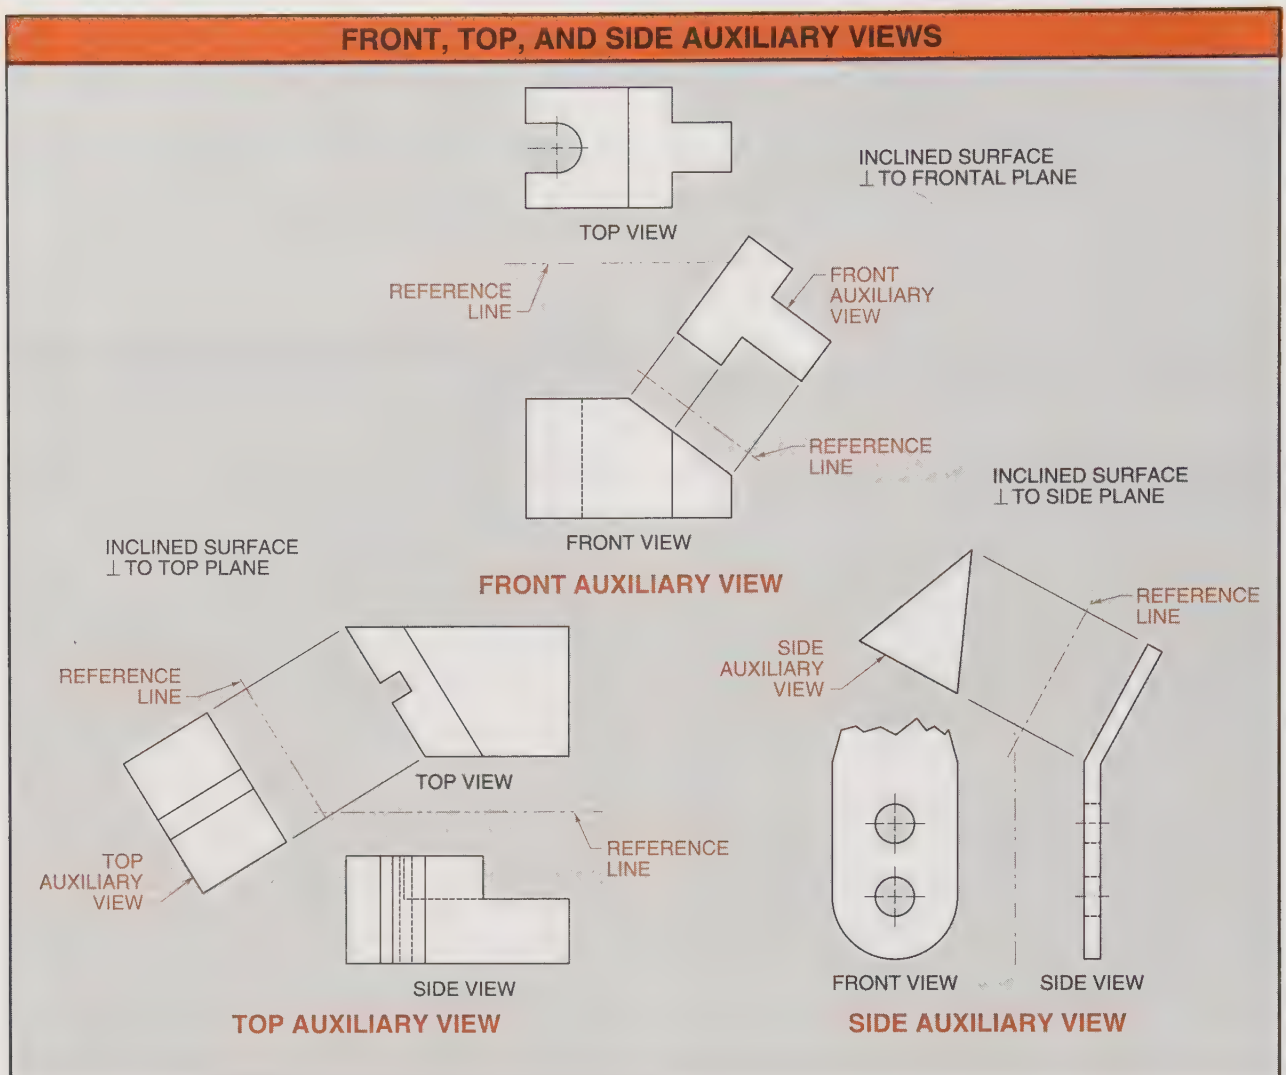 FRONT, TOP, AND SIDE AUXILIARY VIEWS
INCLINED SURFACE
⊥ TO FRONTAL PLANE
TOP VIEW
REFERENCE
LINE
FRONT
AUXILIARY
VIEW
REFERENCE
LINE
FRONT VIEW
FRONT AUXILIARY VIEW
INCLINED SURFACE
⊥ TO TOP PLANE
REFERENCE
LINE
TOP VIEW
REFERENCE
LINE
TOP
AUXILIARY
VIEW
SIDE VIEW
TOP AUXILIARY VIEW
INCLINED SURFACE
⊥ TO SIDE PLANE
REFERENCE
LINE
SIDE
AUXILIARY
VIEW
FRONT VIEW
SIDE VIEW
SIDE AUXILIARY VIEW